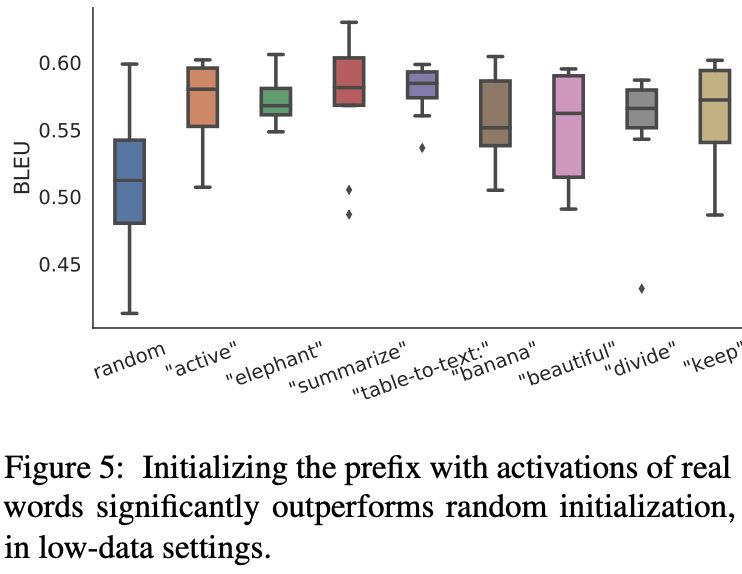 0.60
0.55
0.50
0.45
BLEU
random
"active"
"elephant"
"summarize"
"table-to-text:"
"banana"
"beautiful"
"divide"
"keep"
Figure 5: Initializing the prefix with activations of real
words significantly outperforms random initialization,
in low-data settings.